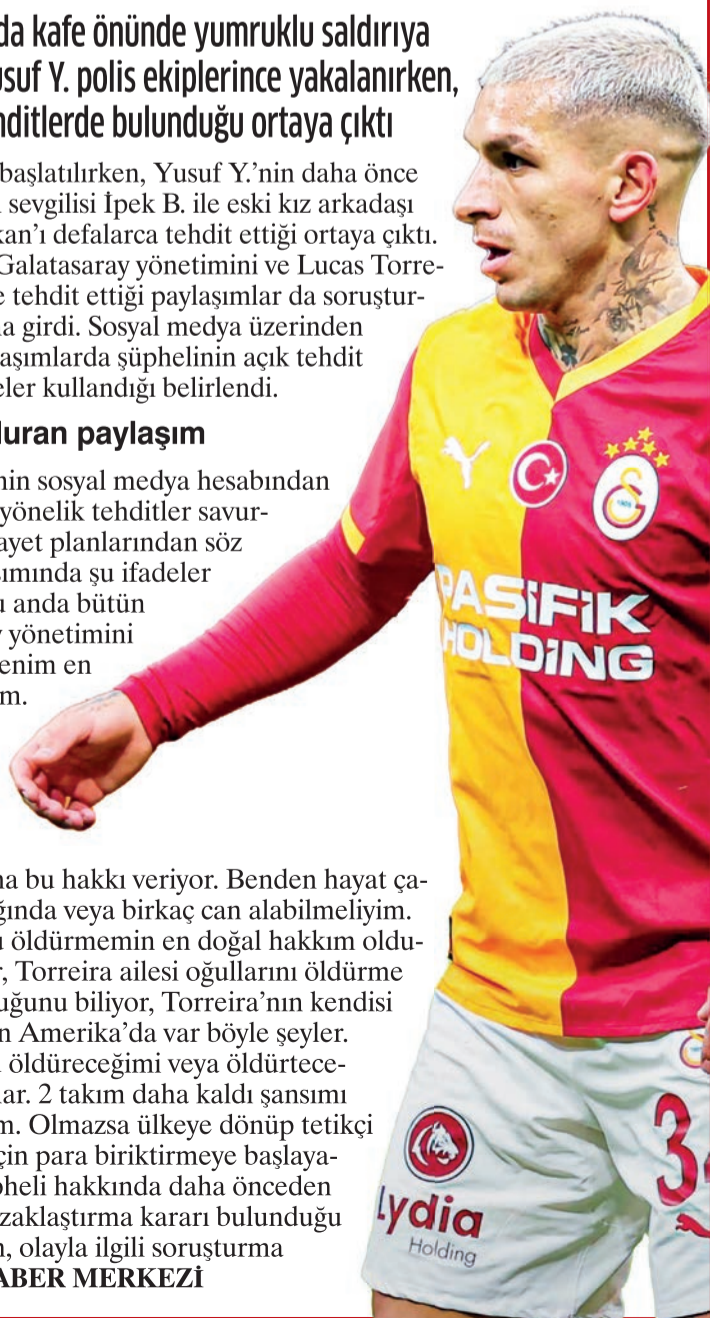 da kafe önünde yumruklu saldırıya
usuf Y. polis ekiplerince yakalanırken,
nditlerde bulunduğu ortaya çıktı
başlatılırken, Yusuf Y.’nin daha önce
sevgilisi İpek B. ile eski kız arkadaşı
kan’ı defalarca tehdit ettiği ortaya çıktı.
Galatasaray yönetimini ve Lucas Torre-
e tehdit ettiği paylaşımlar da soruştur-
a girdi. Sosyal medya üzerinden
aşımlarda şüphelinin açık tehdit
eler kullandığı belirlendi.
duran paylaşım
nin sosyal medya hesabından
yönelik tehditler savur-
ayet planlarından söz
şımında şu ifadeler
u anda bütün
yönetimini
enim en
m.
na bu hakkı veriyor. Benden hayat ça-
ğında veya birkaç can alabilmeliyim.
öldürmemin en doğal hakkım oldu-
r, Torreira ailesi oğullarını öldürme
uğunu biliyor, Torreira’nın kendisi
n Amerika’da var böyle şeyler.
öldüreceğimi veya öldürtece-
lar. 2 takım daha kaldı şansımı
m. Olmazsa ülkeye dönüp tetikçi
için para biriktirmeye başlaya-
pheli hakkında daha önceden
zaklaştırma kararı bulunduğu
n, olayla ilgili soruşturma
ABER MERKEZİ
PASİFİK
HOLDİNG
34
Lydia
Holding